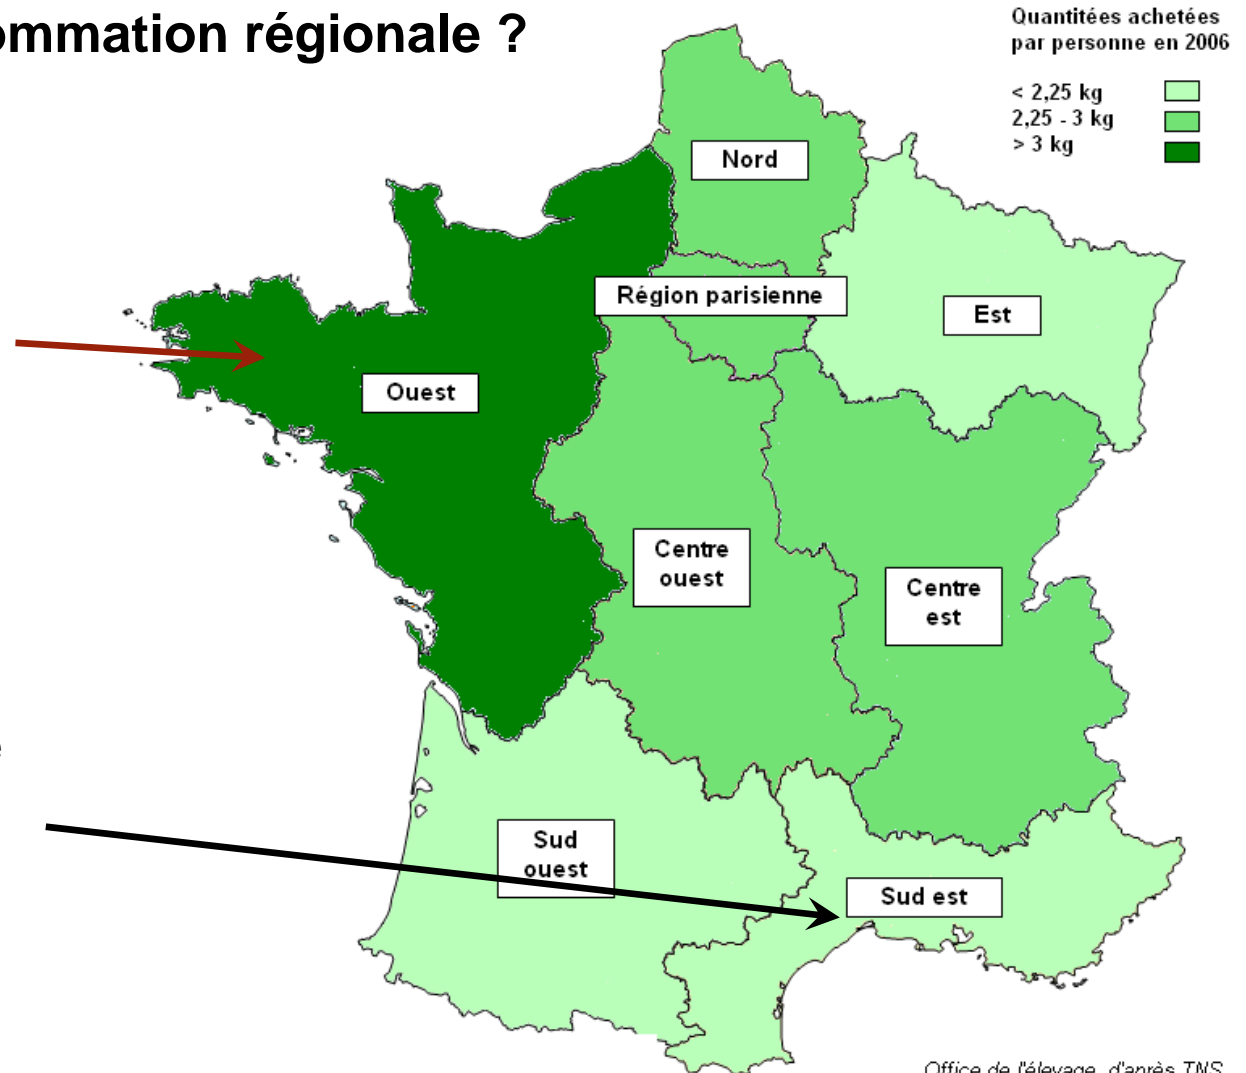 ommation régionale ?
Quantitées achetées
par personne en 2006
< 2,25 kg
2,25 - 3 kg
> 3 kg
Nord
Région parisienne
Est
Ouest
Centre
ouest
Centre
est
Sud
ouest
Sud est
Office de l'élevage, d'après TNS